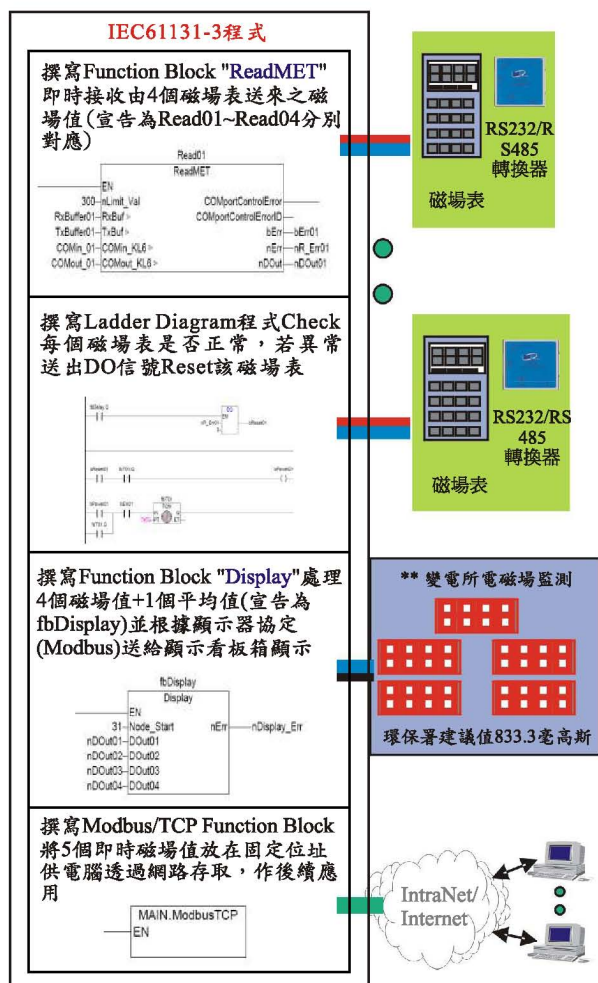 IEC61131-3程式
撰寫Function Block "ReadMET"
即時接收由4個磁場表送來之磁
場值(宣告為Read01~Read04分別
對應)
Read01
ReadMET
EN
300 nLimit_Val COMportControlError
RxBuffer01 RxBuf > COMportControlErrorID
TxBuffer01 TxBuf > bErr bErr01
COMin_01 COMin_KL6 > nErr nR_Err01
COMout_01 COMout_KL6 > nDOut nDOut01
RS232/R
S485
轉換器
磁場表
撰寫Ladder Diagram程式Check
每個磁場表是否正常，若異常
送出DO信號Reset該磁場表
EN
RS232/RS
485
轉換器
磁場表
撰寫Function Block "Display"處理
4個磁場值+1個平均值(宣告為
fbDisplay)並根據顯示器協定
(Modbus)送給顯示看板箱顯示
fbDisplay
Display
EN
31 Node_Start nErr nDisplay_Err
nDOut01 DOut01
nDOut02 DOut02
nDOut03 DOut03
nDOut04 DOut04
** 變電所電磁場監測
環保署建議值833.3毫高斯
撰寫Modbus/TCP Function Block
將5個即時磁場值放在固定位址
供電腦透過網路存取，作後續應
用
MAIN.ModbusTCP
EN
IntraNet/
Internet